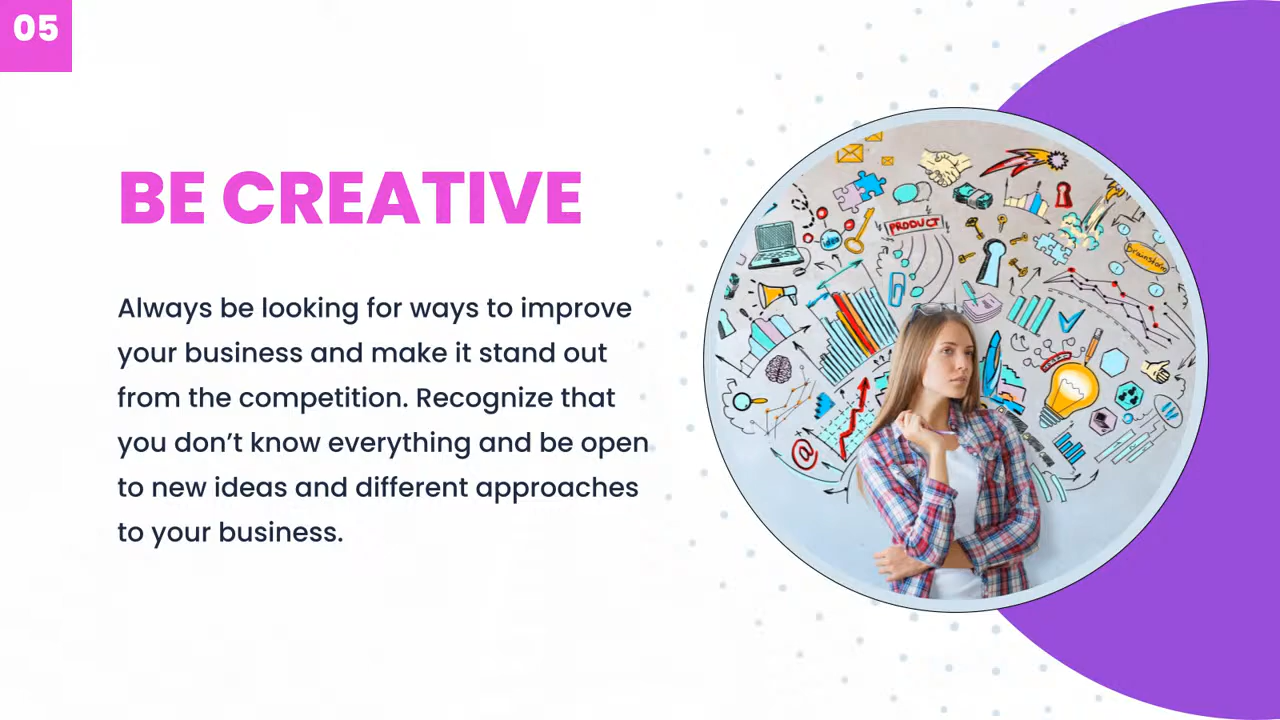 05
BE CREATIVE
Always be looking for ways to improve
your business and make it stand out
from the competition. Recognize that
you don’t know everything and be open
to new ideas and different approaches
to your business.
PRODUCT
idea
Brainstorm
@